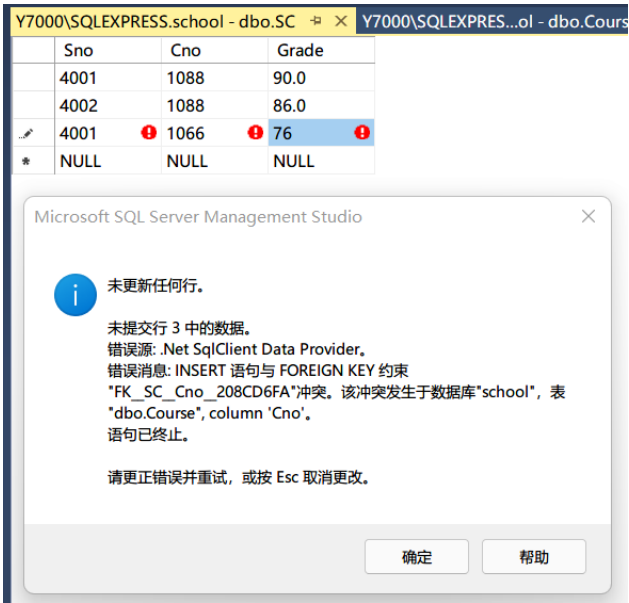 Y7000\SQLEXPRESS.school - dbo.SC Y7000\SQLEXPRES...ol - dbo.Cours
Sno Cno Grade
4001 1088 90.0
4002 1088 86.0
4001 1066 76
NULL NULL NULL
Microsoft SQL Server Management Studio
未更新任何行。
未提交行 3 中的数据。
错误源: .Net SqlClient Data Provider。
错误消息: INSERT 语句与 FOREIGN KEY 约束
"FK__SC__Cno__208CD6FA"冲突。该冲突发生于数据库"school"，表
"dbo.Course", column 'Cno'。
语句已终止。
请更正错误并重试，或按 Esc 取消更改。
确定 帮助